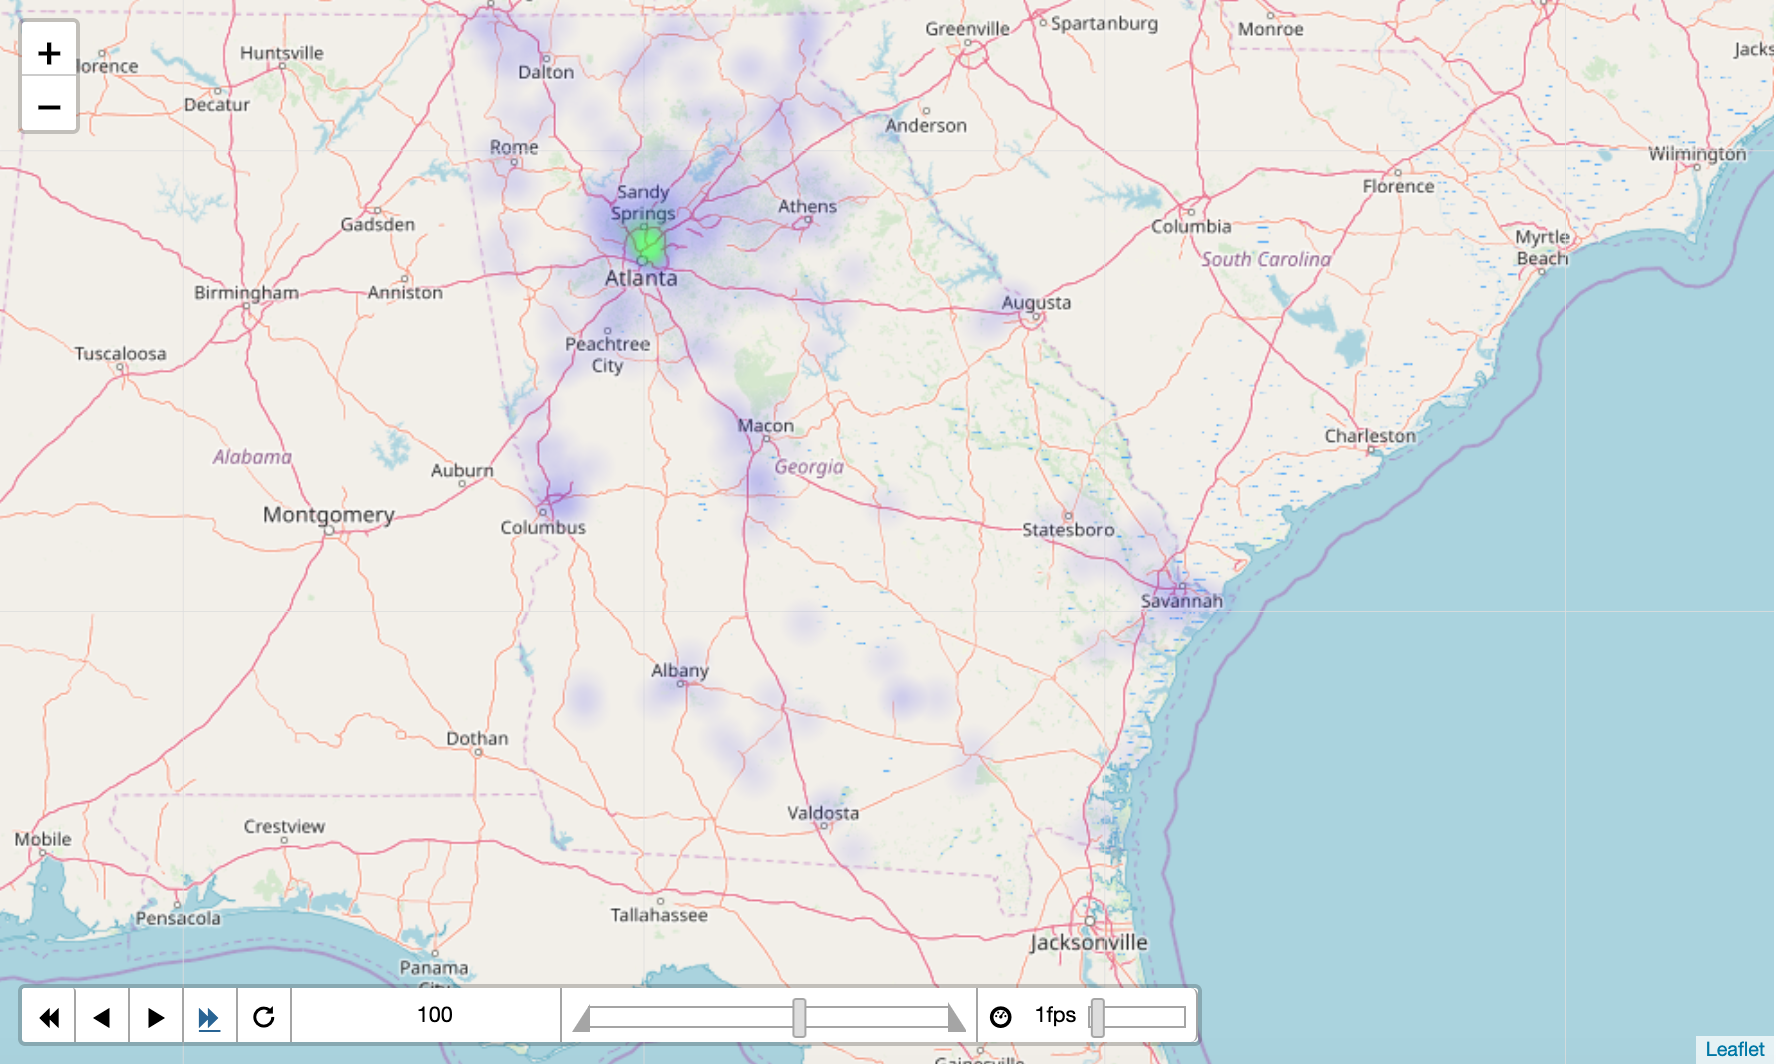 +
−
Huntsville
lorence
Decatur
Dalton
Greenville
Spartanburg
Monroe
Jacks
Anderson
Rome
Wilmington
Florence
Sandy
Springs
Athens
Gadsden
Columbia
Myrtle
Beach
South Carolina
Atlanta
Birmingham
Anniston
Augusta
Tuscaloosa
Peachtree
City
Macon
Charleston
Georgia
Alabama
Auburn
Montgomery
Columbus
Statesboro
Savannah
Albany
Dothan
Valdosta
Crestview
Mobile
Pensacola
Tallahassee
Jacksonville
Panama
City
100
1fps
Gainesville
Leaflet